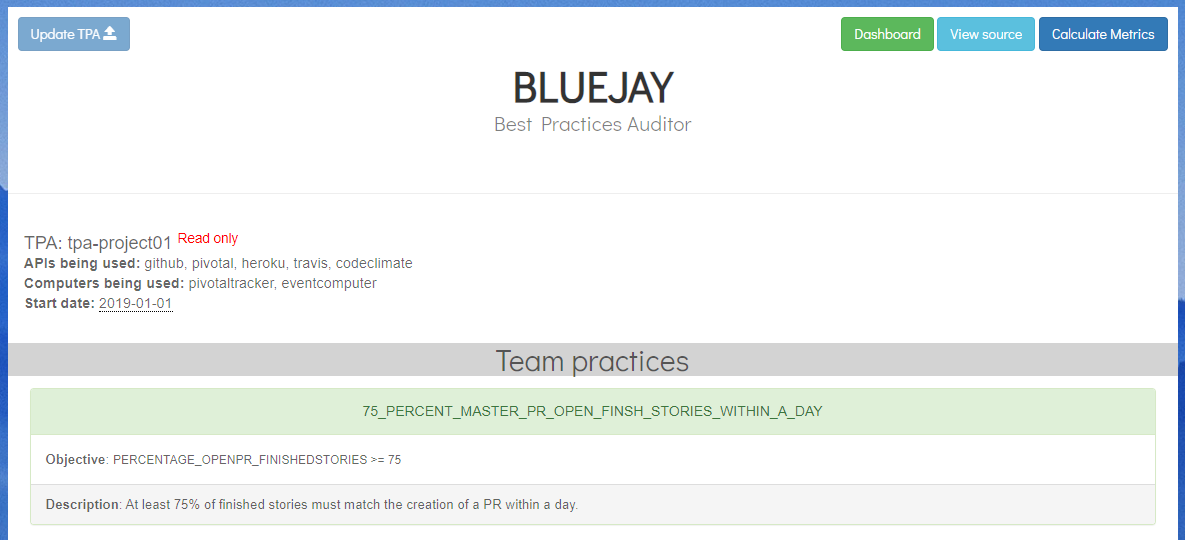 Update TPA
Dashboard
View source
Calculate Metrics
BLUEJAY
Best Practices Auditor
TPA: tpa-project01 Read only
APIs being used: github, pivotal, heroku, travis, codeclimate
Computers being used: pivotaltracker, eventcomputer
Start date: 2019-01-01
Team practices
75_PERCENT_MASTER_PR_OPEN_FINSH_STORIES_WITHIN_A_DAY
Objective: PERCENTAGE_OPENPR_FINISHEDSTORIES >= 75
Description: At least 75% of finished stories must match the creation of a PR within a day.